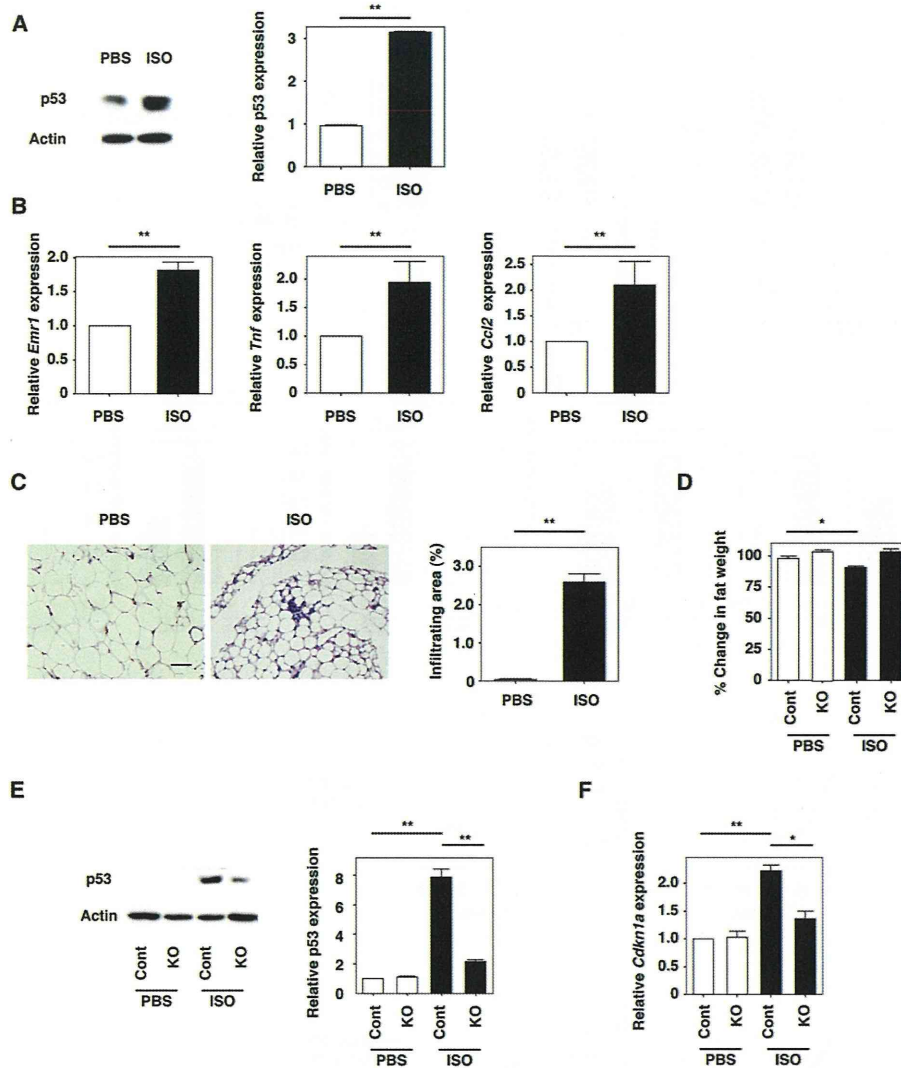 A
PBS ISO
p53
Actin
**
Relative p53 expression
3
2
1
0
PBS ISO
B
**
Relative Emr1 expression
2.0
1.5
1.0
0.5
0
PBS ISO
**
Relative Tnf expression
2.0
1.5
1.0
0.5
0
PBS ISO
**
Relative Ccl2 expression
2.5
2.0
1.5
1.0
0.5
0
PBS ISO
C
PBS ISO
**
Infiltrating area (%)
3.0
2.0
1.0
0
PBS ISO
D
*
% Change in fat weight
100
75
50
25
0
Cont KO Cont KO
PBS ISO
E
p53
Actin
Cont KO Cont KO
PBS ISO
** **
Relative p53 expression
8
6
4
2
0
Cont KO Cont KO
PBS ISO
F
** *
Relative Cdkn1a expression
2.0
1.5
1.0
0.5
0
Cont KO Cont KO
PBS ISO